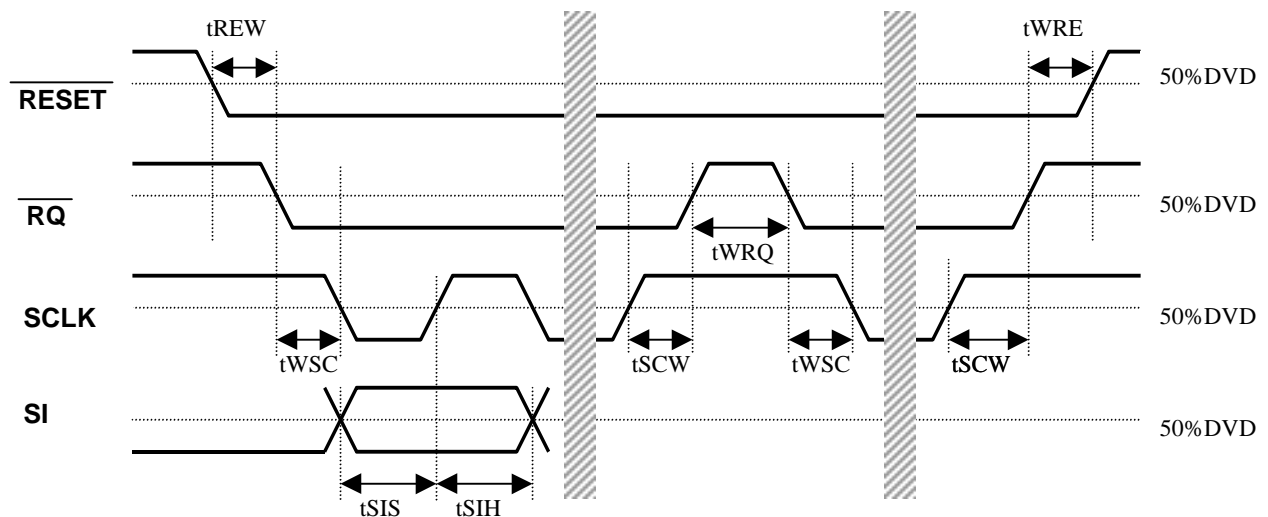 tREW
tWRE
RESET
50%DVD
RQ
50%DVD
tWRQ
SCLK
50%DVD
tWSC
tSCW
tWSC
tSCW
SI
50%DVD
tSIS
tSIH